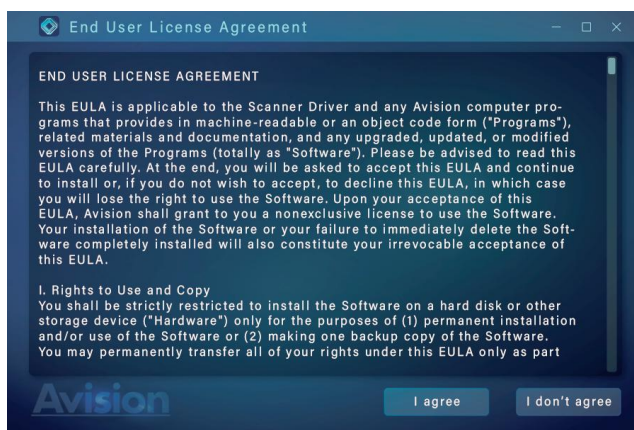 End User License Agreement
END USER LICENSE AGREEMENT
This EULA is applicable to the Scanner Driver and any Avision computer pro-
grams that provides in machine-readable or an object code form ("Programs"),
related materials and documentation, and any upgraded, updated, or modified
versions of the Programs (totally as "Software"). Please be advised to read this
EULA carefully. At the end, you will be asked to accept this EULA and continue
to install or, if you do not wish to accept, to decline this EULA, in which case
you will lose the right to use the Software. Upon your acceptance of this
EULA, Avision shall grant to you a nonexclusive license to use the Software.
Your installation of the Software or your failure to immediately delete the Soft-
ware completely installed will also constitute your irrevocable acceptance of
this EULA.
I. Rights to Use and Copy
You shall be strictly restricted to install the Software on a hard disk or other
storage device ("Hardware") only for the purposes of (1) permanent installation
and/or use of the Software or (2) making one backup copy of the Software.
You may permanently transfer all of your rights under this EULA only as part
Avision
I agree
I don't agree